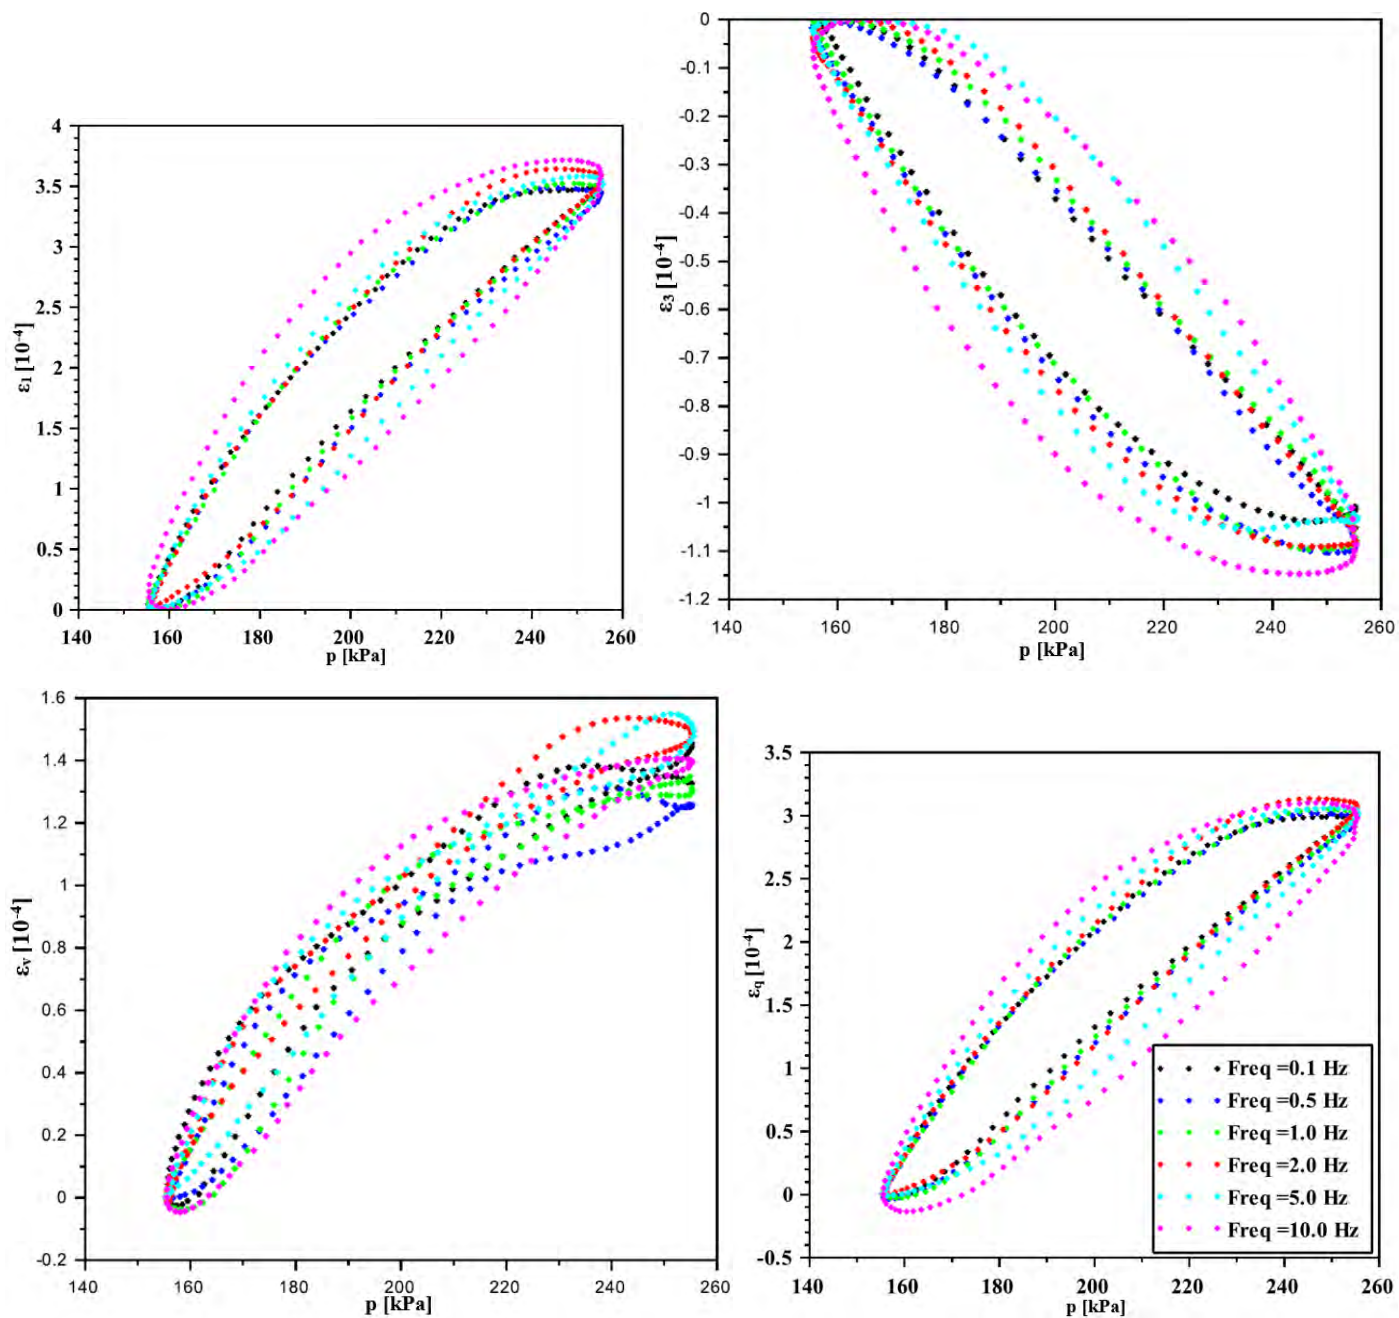 4
3.5
3
2.5
2
1.5
1
0.5
0
140 160 180 200 220 240 260
ε1 [10-4]
p [kPa]
0
-0.1
-0.2
-0.3
-0.4
-0.5
-0.6
-0.7
-0.8
-0.9
-1
-1.1
-1.2
140 160 180 200 220 240 260
ε3 [10-4]
p [kPa]
1.6
1.4
1.2
1
0.8
0.6
0.4
0.2
0
-0.2
140 160 180 200 220 240 260
εv [10-4]
p [kPa]
3.5
3
2.5
2
1.5
1
0.5
0
-0.5
140 160 180 200 220 240 260
εq [10-4]
p [kPa]
Freq =0.1 Hz
Freq =0.5 Hz
Freq =1.0 Hz
Freq =2.0 Hz
Freq =5.0 Hz
Freq =10.0 Hz